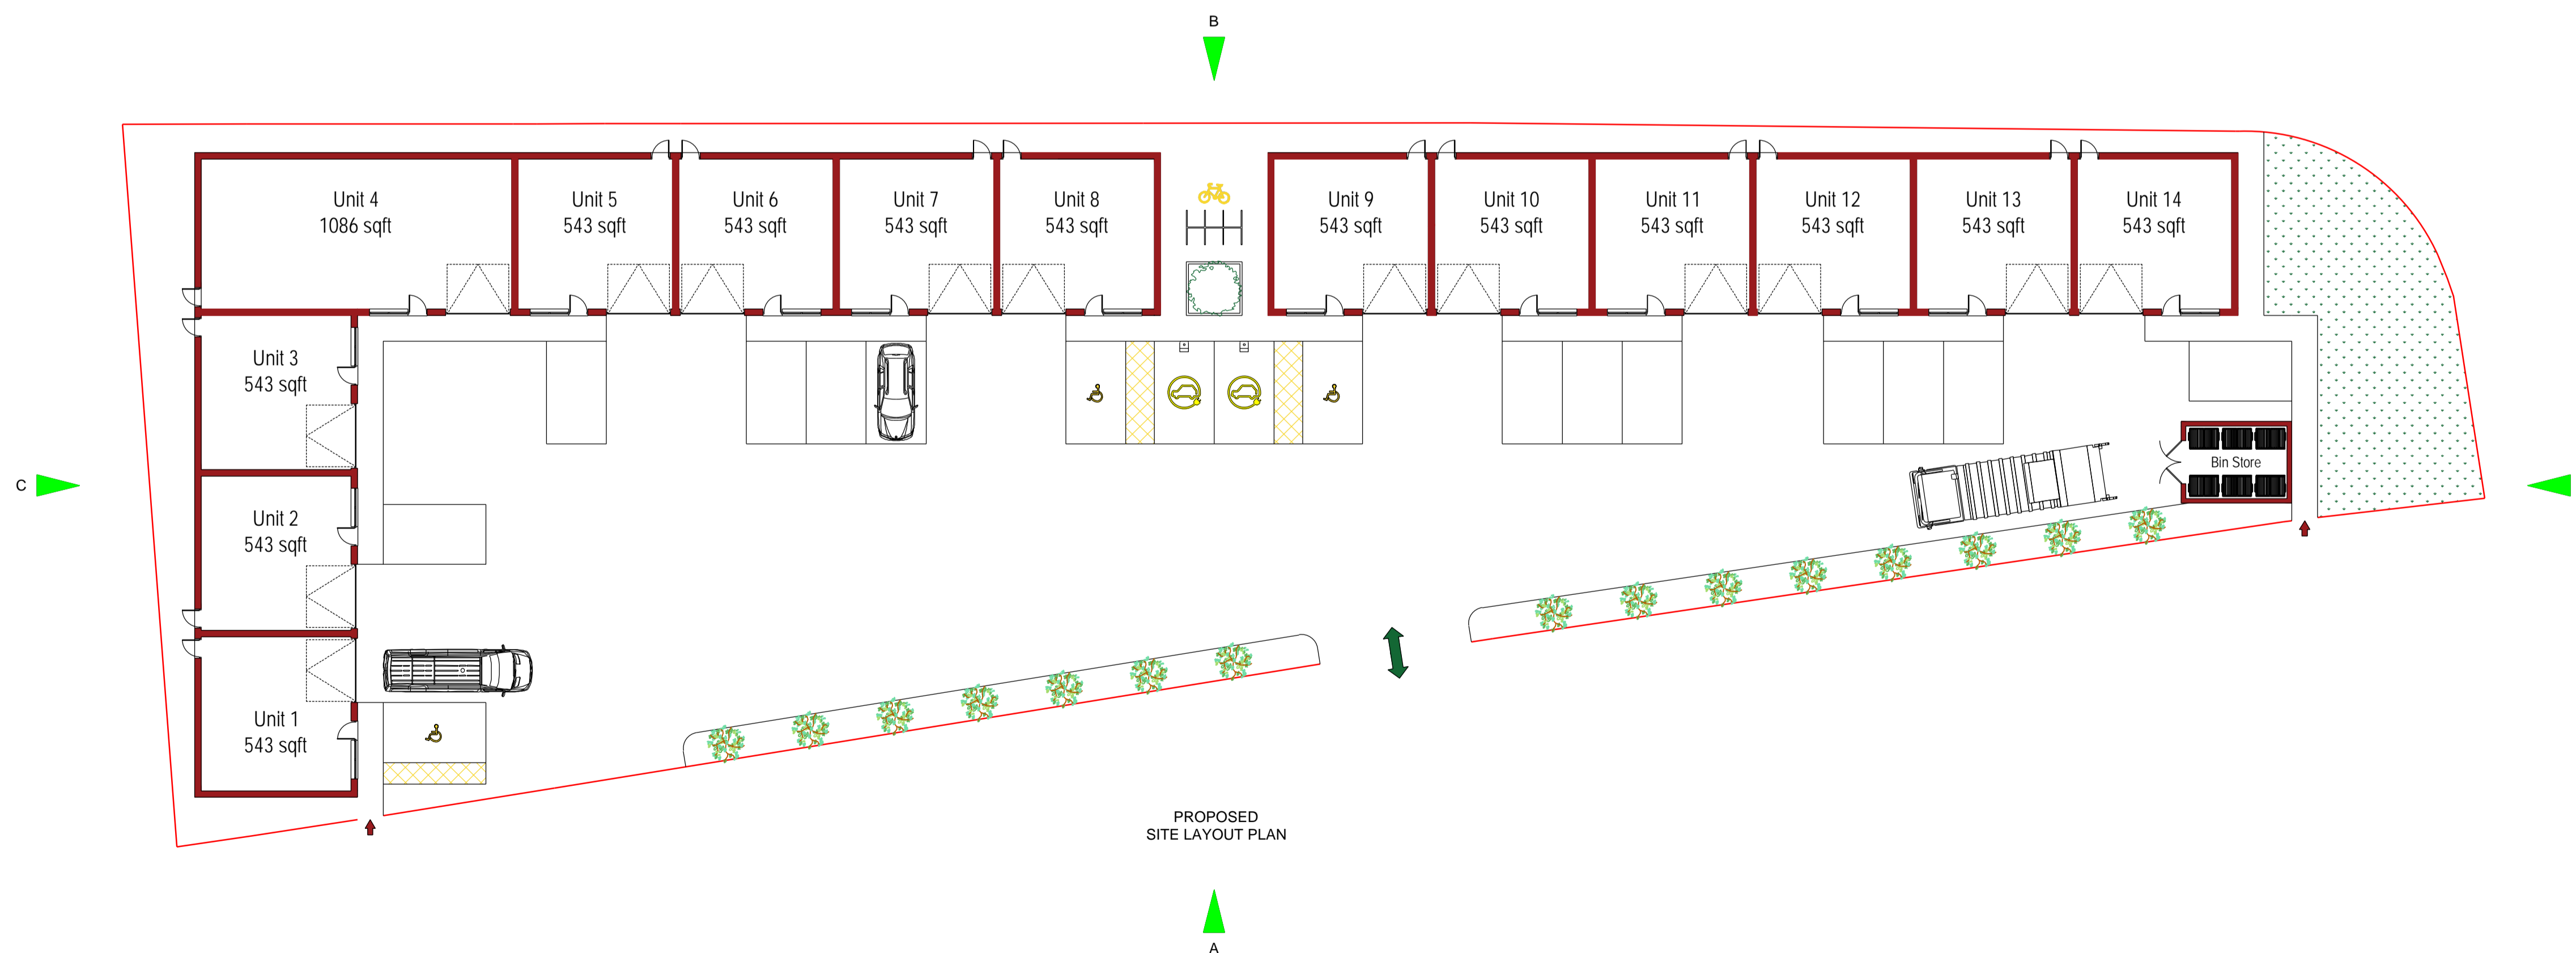 B
Unit 4
1086 sqft
Unit 5
543 sqft
Unit 6
543 sqft
Unit 7
543 sqft
Unit 8
543 sqft
Unit 9
543 sqft
Unit 10
543 sqft
Unit 11
543 sqft
Unit 12
543 sqft
Unit 13
543 sqft
Unit 14
543 sqft
Unit 3
543 sqft
Bin Store
C
Unit 2
543 sqft
Unit 1
543 sqft
PROPOSED
SITE LAYOUT PLAN
A